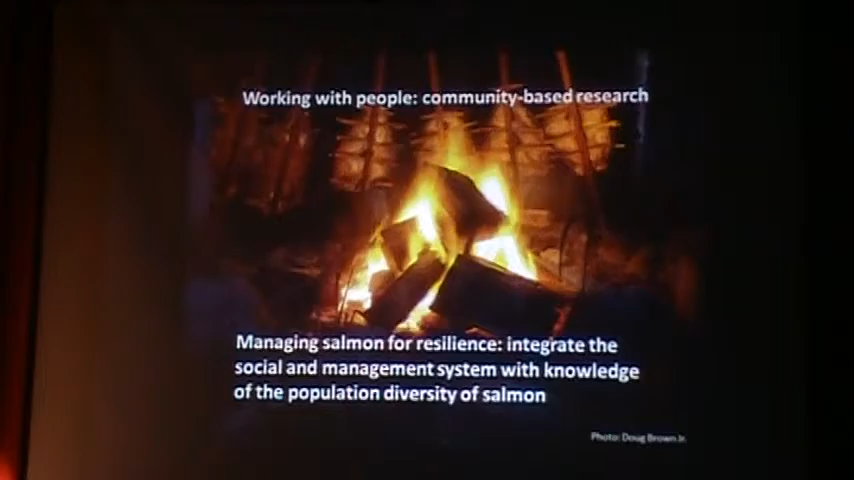 Working with people: community-based research
Managing salmon for resilience: integrate the
social and management system with knowledge
of the population diversity of salmon
Photo: Doug Brown Jr.